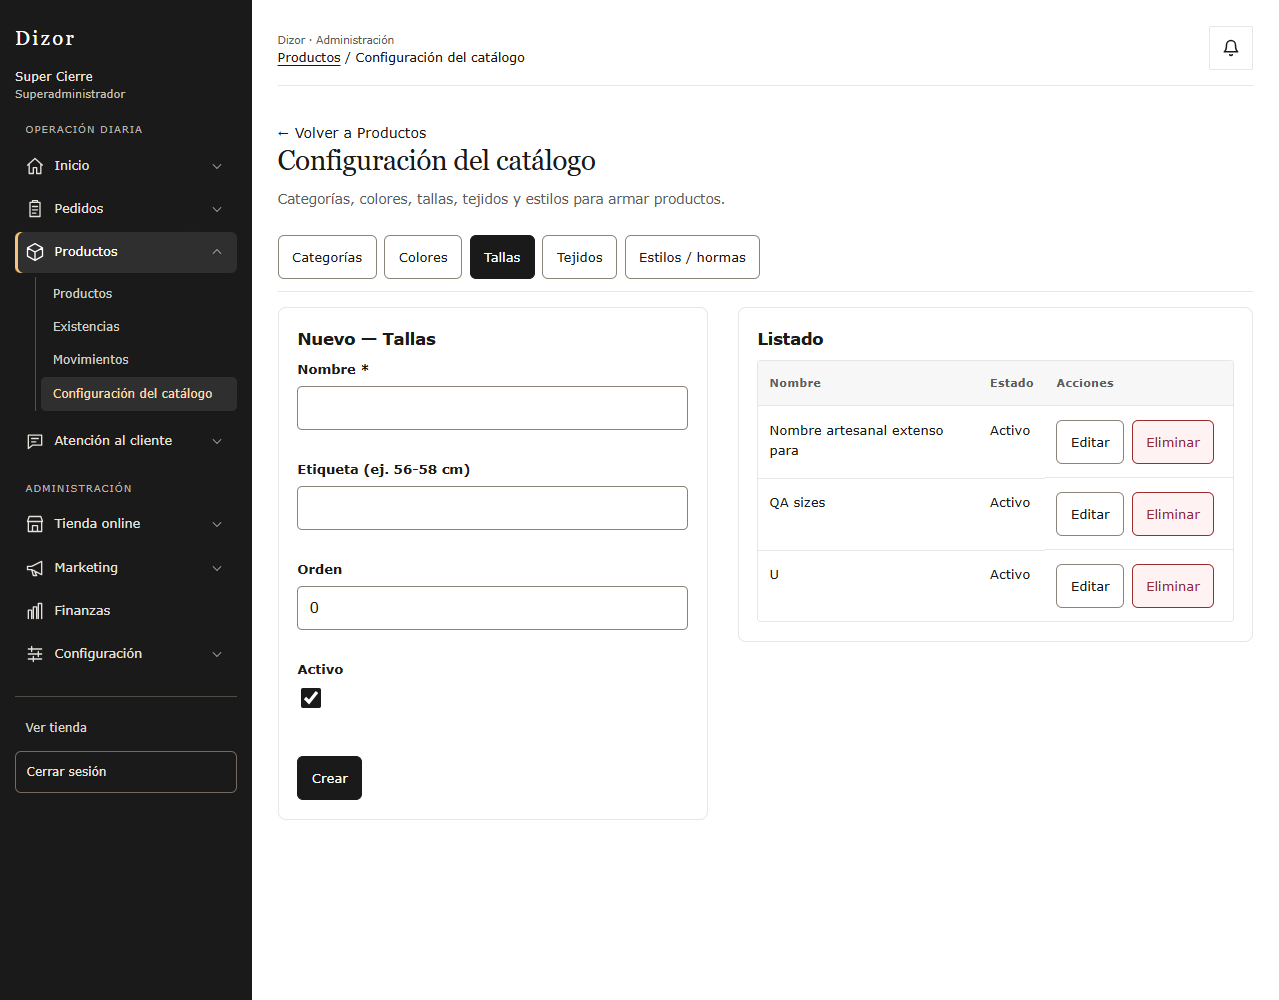 Dizor
Super Cierre
Superadministrador
OPERACIÓN DIARIA
Inicio
Pedidos
Productos
Productos
Existencias
Movimientos
Configuración del catálogo
Atención al cliente
ADMINISTRACIÓN
Tienda online
Marketing
Finanzas
Configuración
Ver tienda
Cerrar sesión
Dizor · Administración
Productos / Configuración del catálogo
← Volver a Productos
Configuración del catálogo
Categorías, colores, tallas, tejidos y estilos para armar productos.
Categorías Colores Tallas Tejidos Estilos / hormas
Nuevo — Tallas
Nombre *
Etiqueta (ej. 56-58 cm)
Orden
0
Activo
Crear
Listado
Nombre Estado Acciones
Nombre artesanal extenso
para
Activo Editar Eliminar
QA sizes Activo Editar Eliminar
U Activo Editar Eliminar